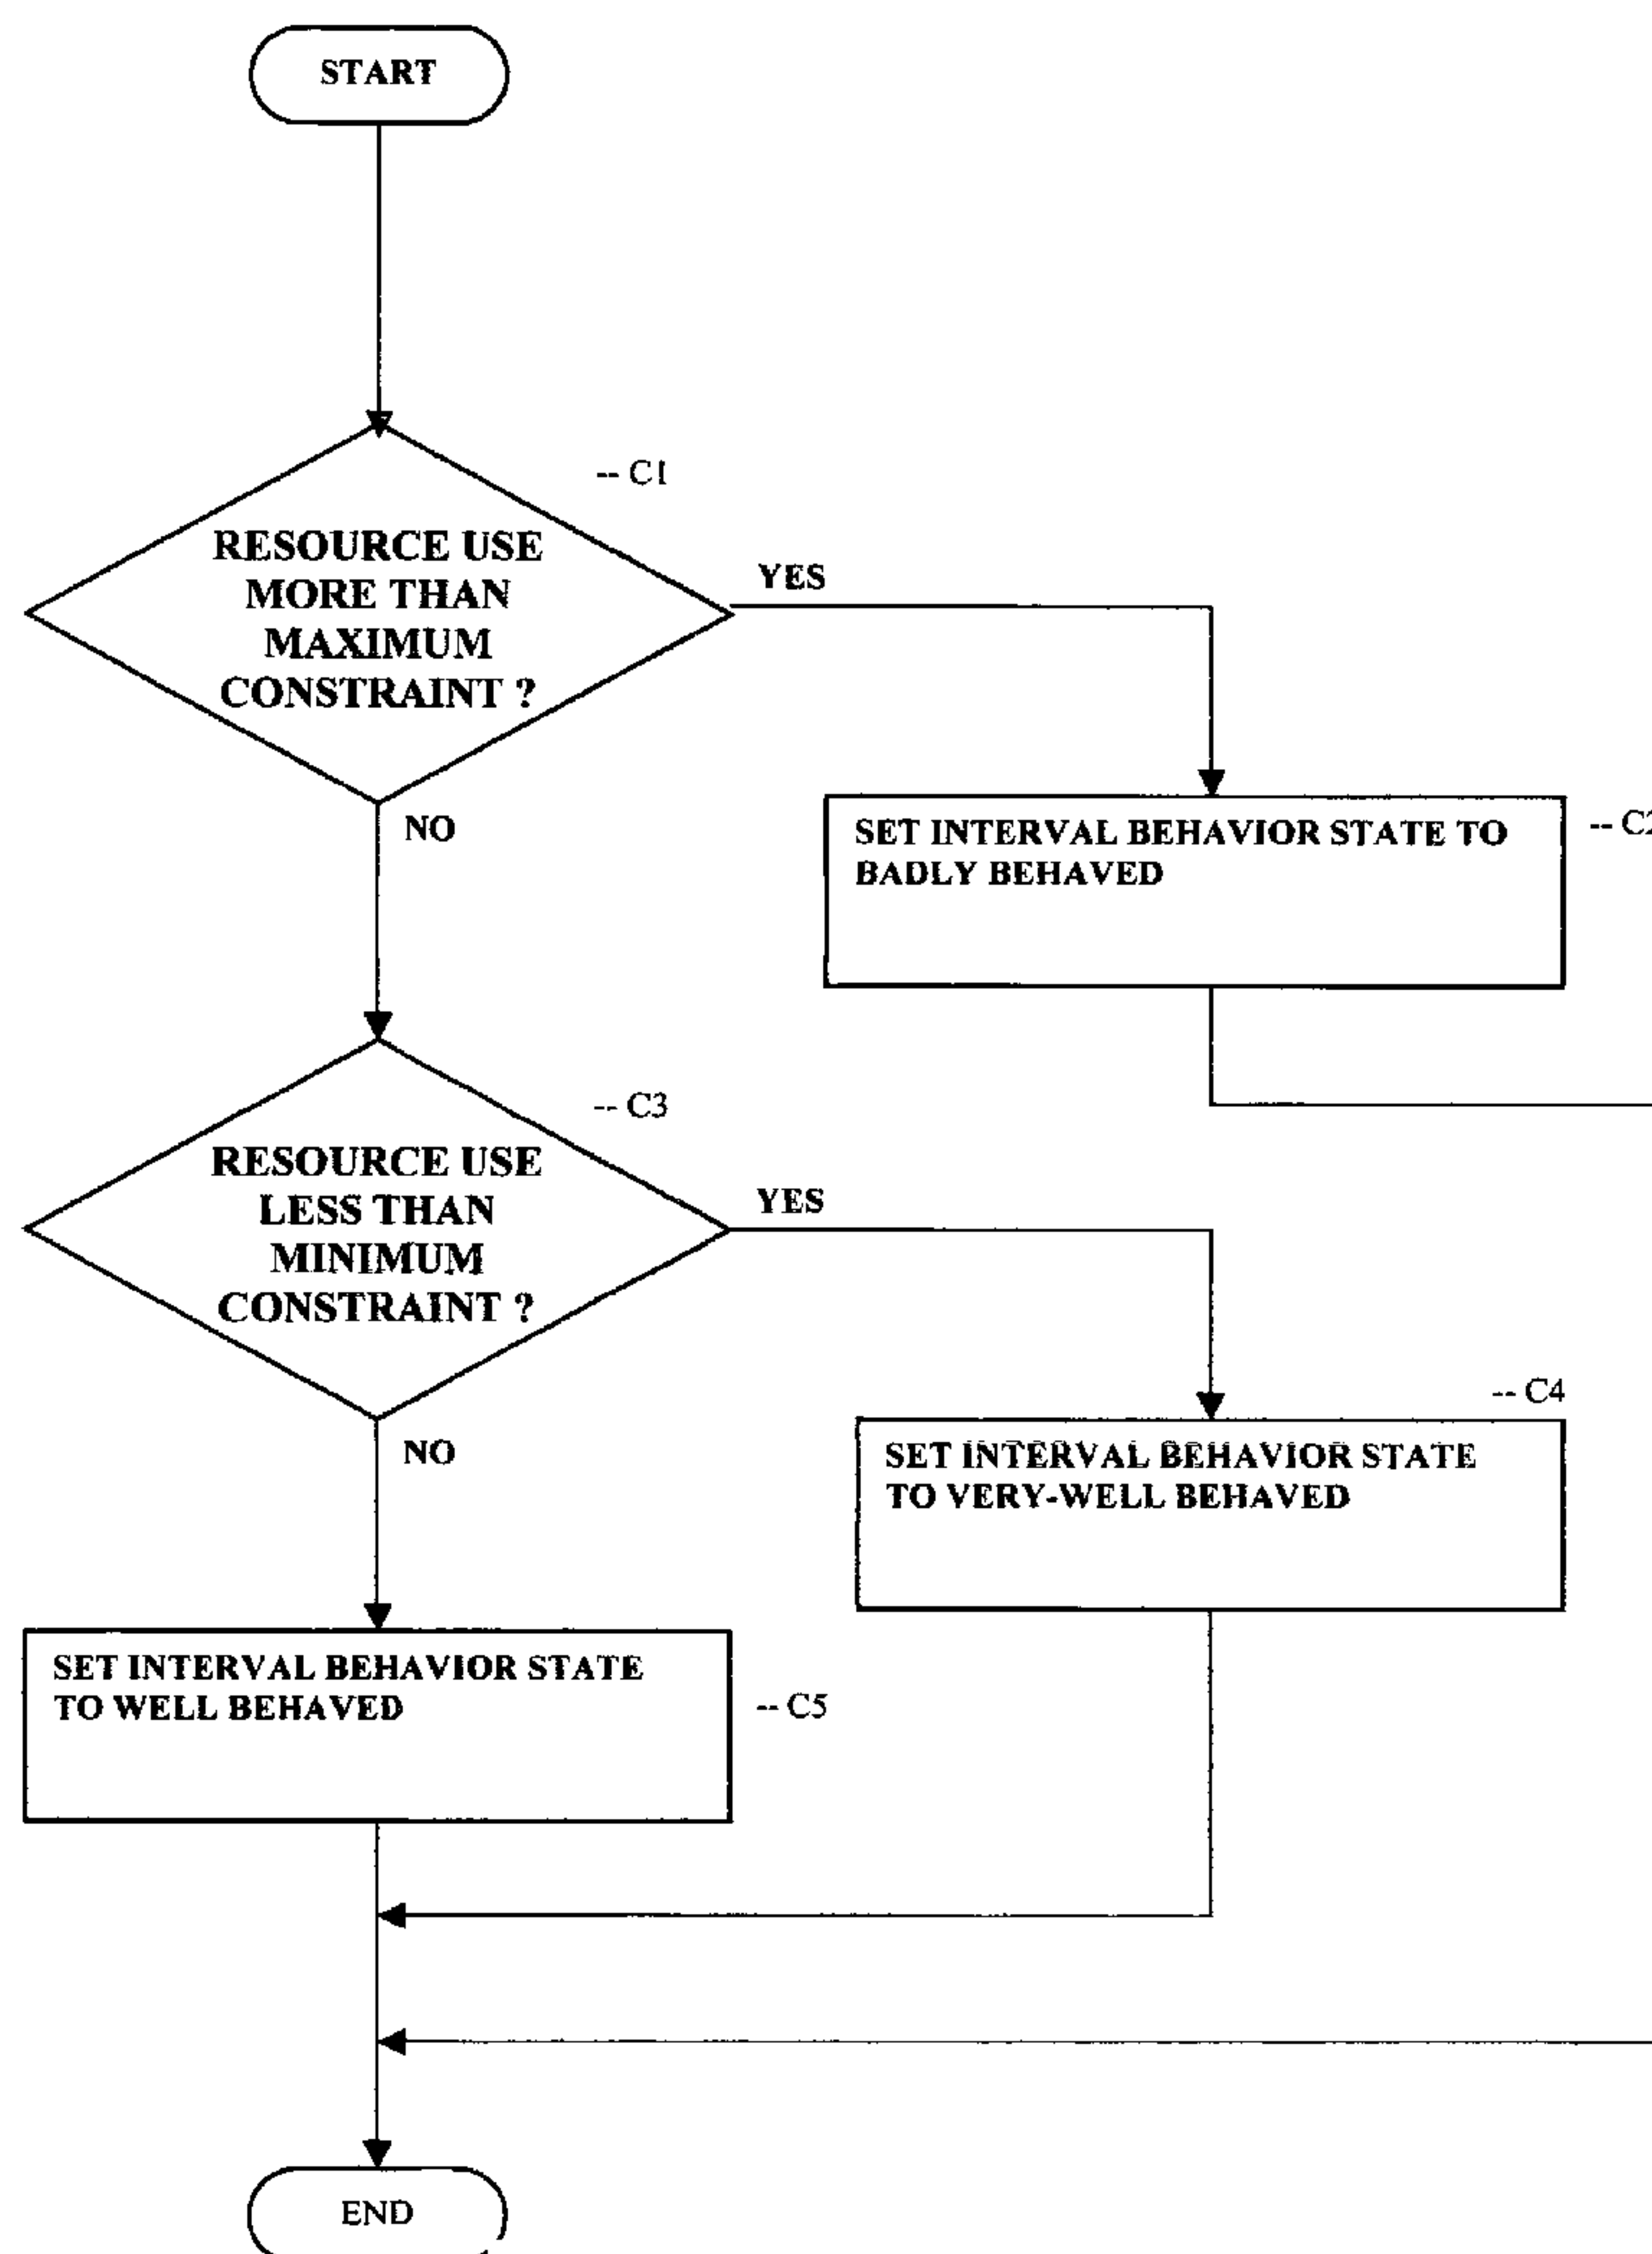 START
-- C1
RESOURCE USE
MORE THAN
MAXIMUM
CONSTRAINT ?
YES
NO
SET INTERVAL BEHAVIOR STATE TO
BADLY BEHAVED
-- C2
-- C3
RESOURCE USE
LESS THAN
MINIMUM
CONSTRAINT ?
YES
NO
-- C4
SET INTERVAL BEHAVIOR STATE
TO VERY-WELL BEHAVED
SET INTERVAL BEHAVIOR STATE
TO WELL BEHAVED
-- C5
END